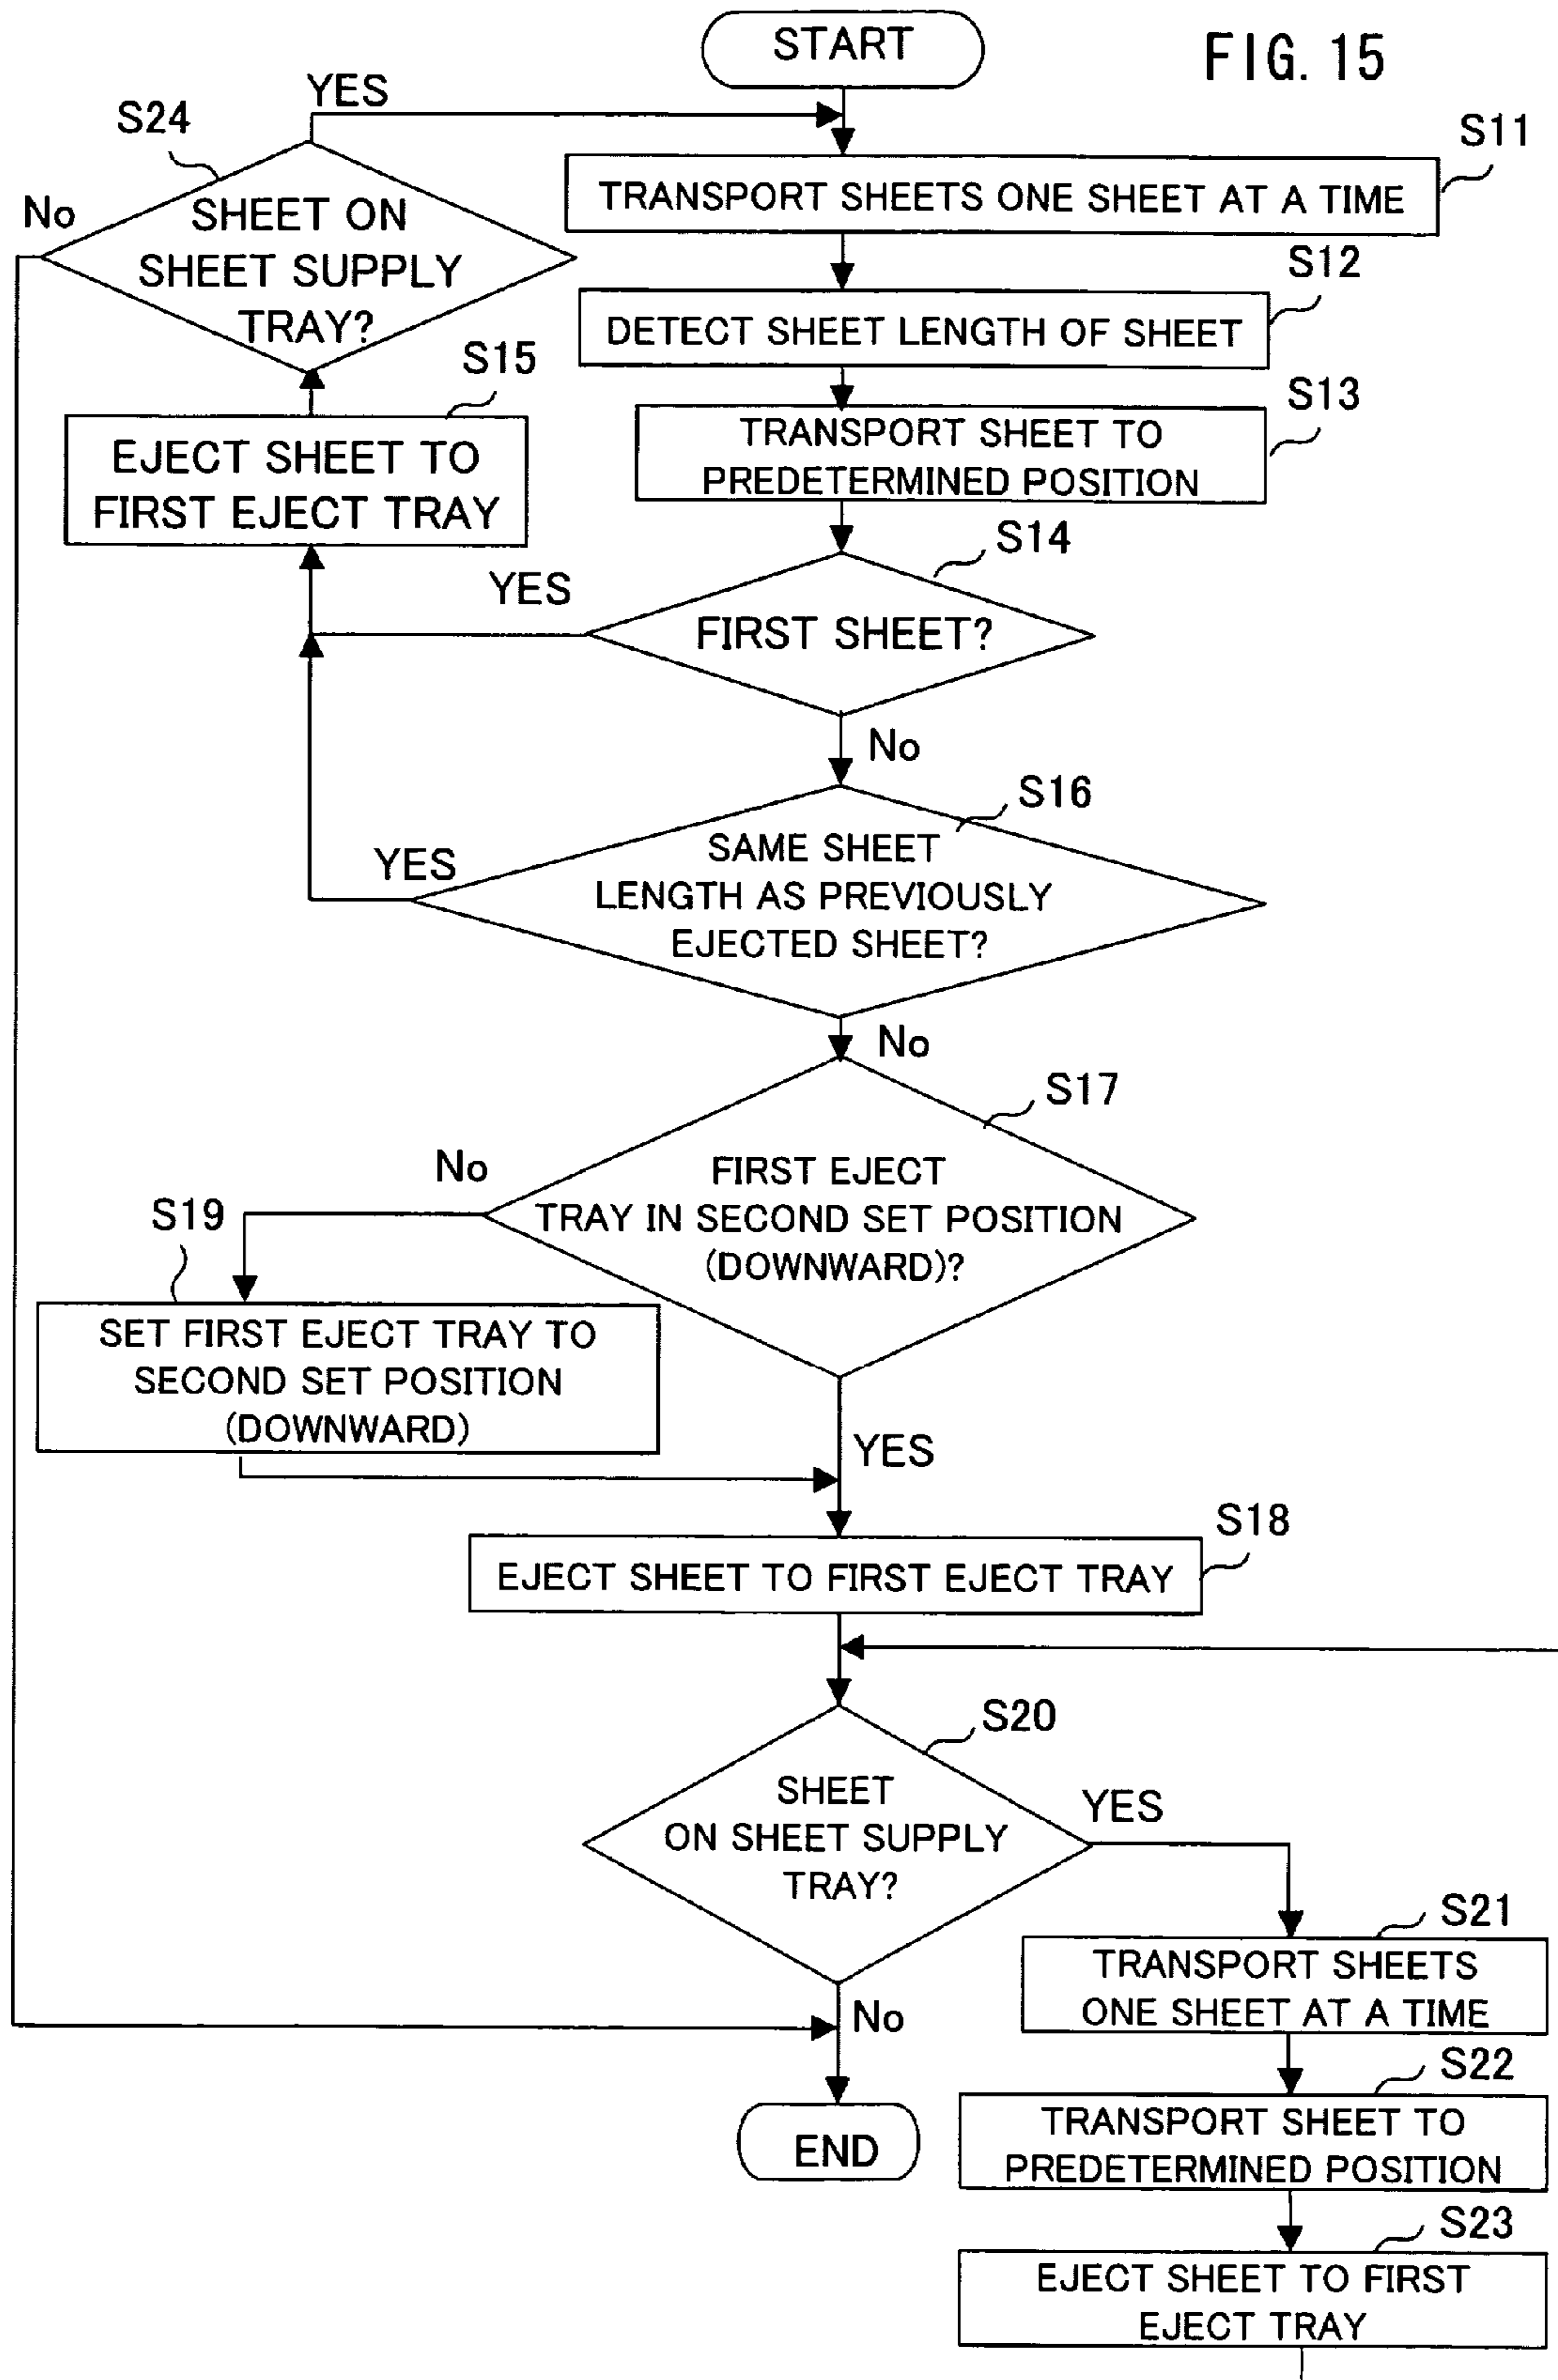 START
FIG. 15
YES
S24
S11
No
SHEET ON
SHEET SUPPLY
TRAY?
TRANSPORT SHEETS ONE SHEET AT A TIME
S12
DETECT SHEET LENGTH OF SHEET
S15
S13
EJECT SHEET TO
FIRST EJECT TRAY
TRANSPORT SHEET TO
PREDETERMINED POSITION
S14
YES
FIRST SHEET?
No
S16
YES
SAME SHEET
LENGTH AS PREVIOUSLY
EJECTED SHEET?
No
S17
No
FIRST EJECT
TRAY IN SECOND SET POSITION
(DOWNWARD)?
S19
SET FIRST EJECT TRAY TO
SECOND SET POSITION
(DOWNWARD)
YES
S18
EJECT SHEET TO FIRST EJECT TRAY
S20
SHEET
ON SHEET SUPPLY
TRAY?
YES
S21
TRANSPORT SHEETS
ONE SHEET AT A TIME
No
S22
TRANSPORT SHEET TO
PREDETERMINED POSITION
END
S23
EJECT SHEET TO FIRST
EJECT TRAY